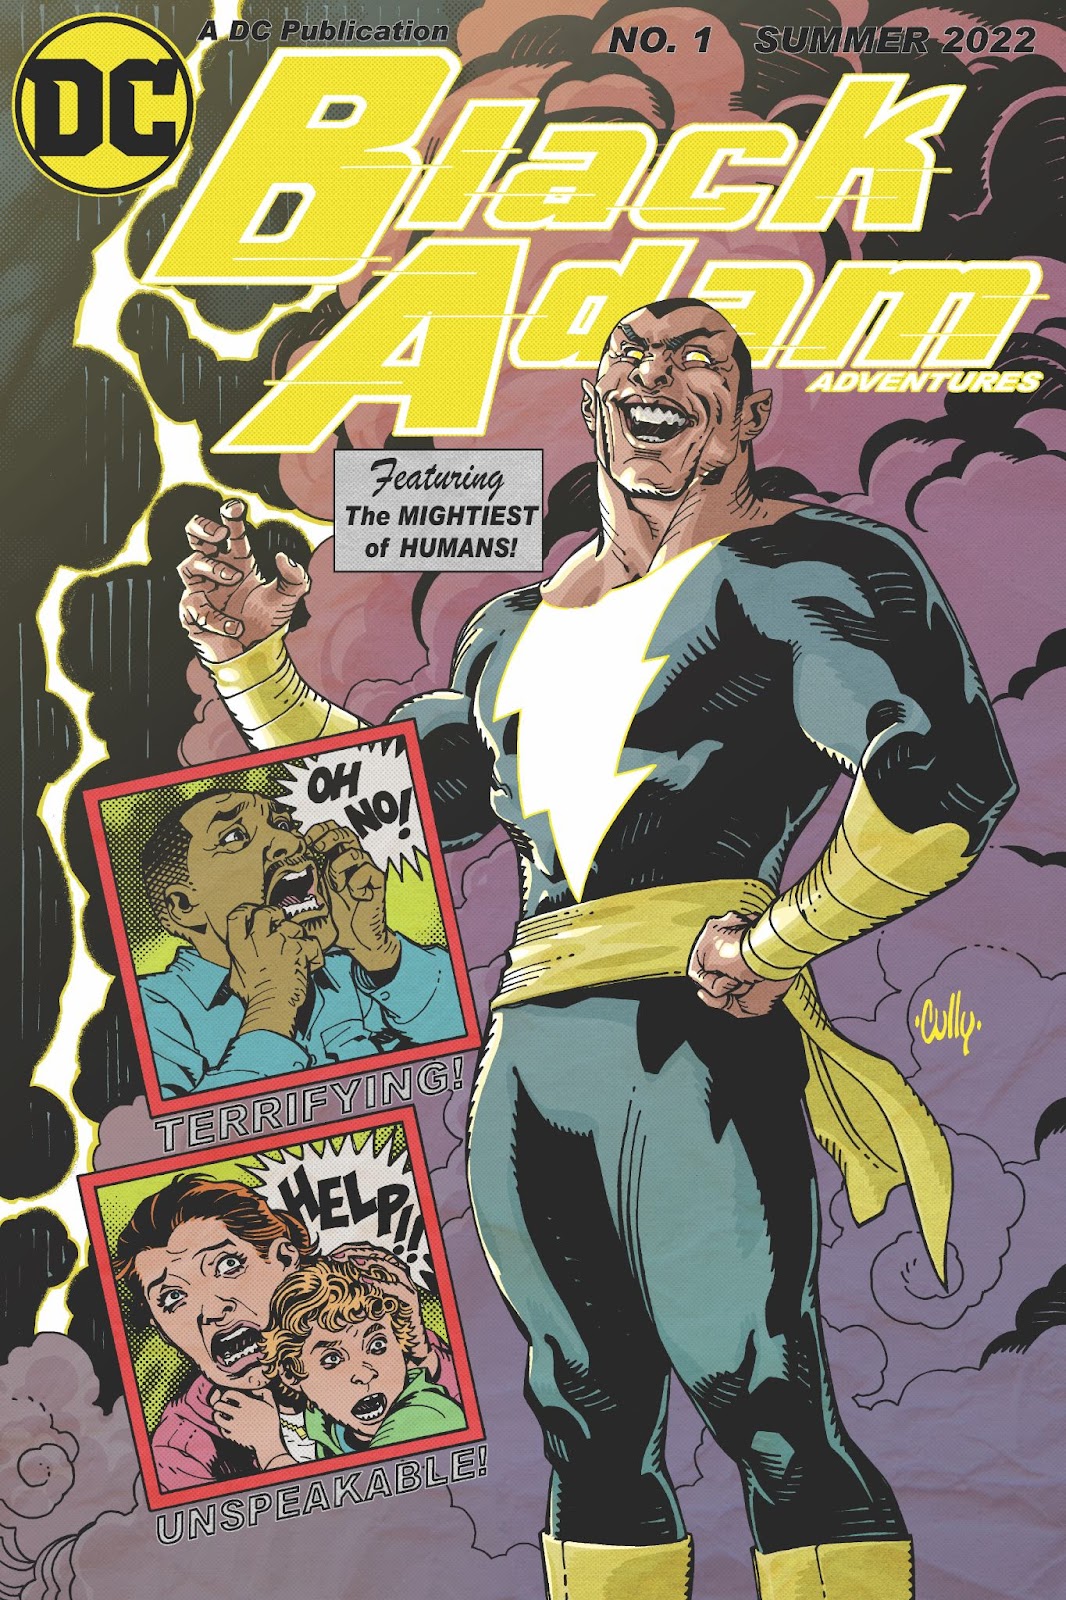 A DC Publication
NO. 1 SUMMER 2022
DC
Black
Adam
ADVENTURES
Featuring
The MIGHTIEST
of HUMANS!
OH
NO!
TERRIFYING!
HELP!!
UNSPEAKABLE!
·Cully·